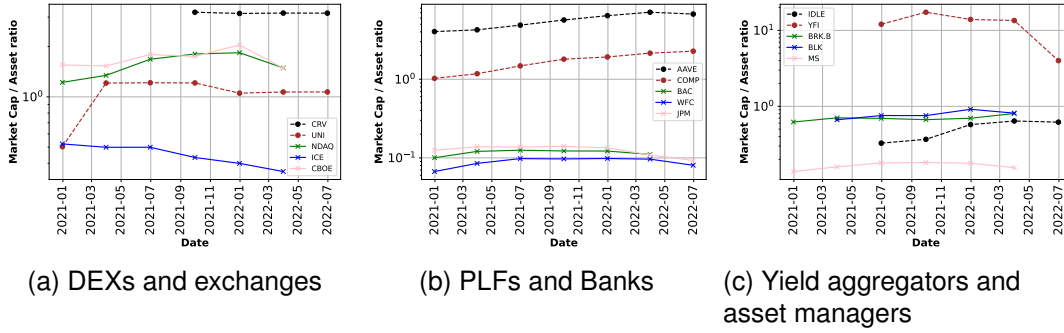 Market Cap / Asset ratio
10⁰
CRV
UNI
NDAQ
ICE
CBOE
2021-01
2021-03
2021-05
2021-07
2021-09
2021-11
2022-01
2022-03
2022-05
2022-07
Date
(a) DEXs and exchanges
Market Cap / Asset ratio
10⁰
10⁻¹
AAVE
COMP
BAC
WFC
JPM
2021-01
2021-03
2021-05
2021-07
2021-09
2021-11
2022-01
2022-03
2022-05
2022-07
Date
(b) PLFs and Banks
Market Cap / Asset ratio
10¹
10⁰
IDLE
YFI
BRK.B
BLK
MS
2021-01
2021-03
2021-05
2021-07
2021-09
2021-11
2022-01
2022-03
2022-05
2022-07
Date
(c) Yield aggregators and
asset managers